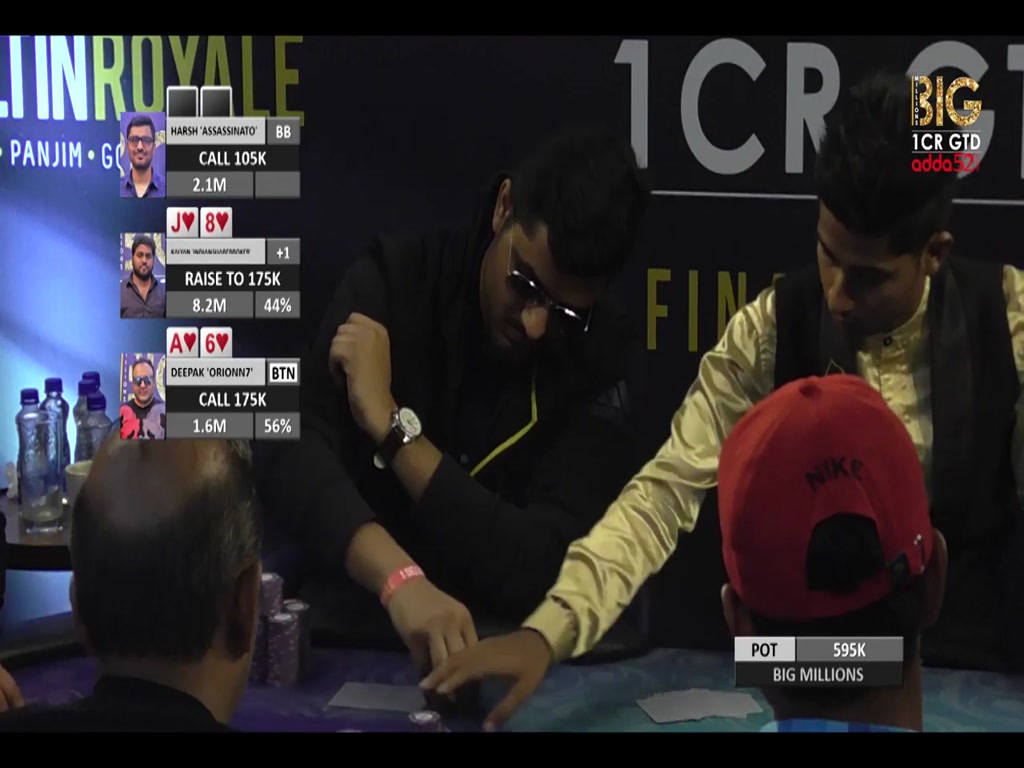 LTINROYALE
• PANJIM • GO
1CR GT
FIN
BIG
MILLIONS
1CR GTD
adda52
HARSH 'ASSASSINATO' BB
CALL 105K
2.1M
J♥ 8♥
+1
RAISE TO 175K
8.2M 44%
A♥ 6♥
DEEPAK 'ORIONN7' BTN
CALL 175K
1.6M 56%
NIKE
POT 595K
BIG MILLIONS